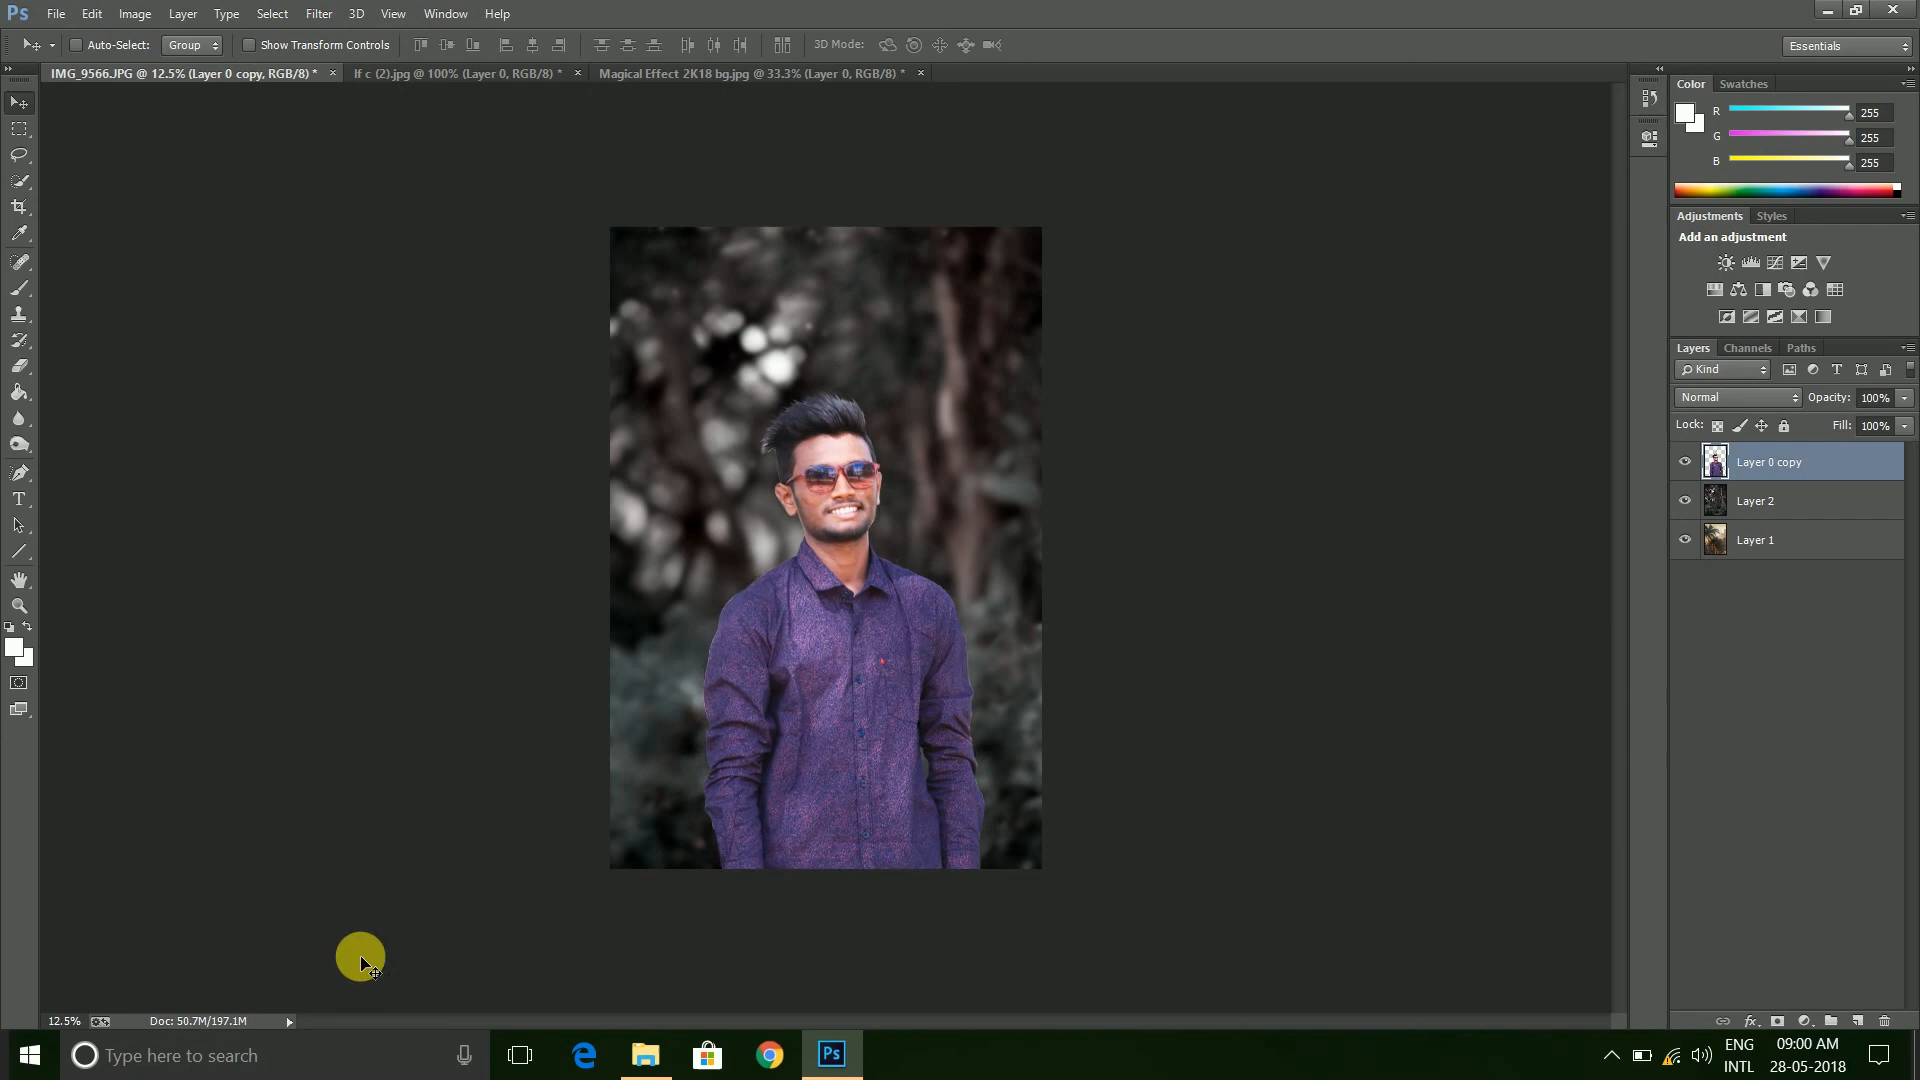 Ps File Edit Image Layer Type Select Filter 3D View Window Help
Auto-Select: Group Show Transform Controls 3D Mode: Essentials
IMG_9566.JPG @ 12.5% (Layer 0 copy, RGB/8) * × If c (2).jpg @ 100% (Layer 0, RGB/8) * × Magical Effect 2K18 bg.jpg @ 33.3% (Layer 0, RGB/8) * ×
Color Swatches
R 255
G 255
B 255
Adjustments Styles
Add an adjustment
Layers Channels Paths
Kind
Normal Opacity: 100%
Lock: Fill: 100%
Layer 0 copy
Layer 2
Layer 1
12.5% Doc: 50.7M/197.1M
Type here to search
Ps
ENG 09:00 AM
INTL 28-05-2018